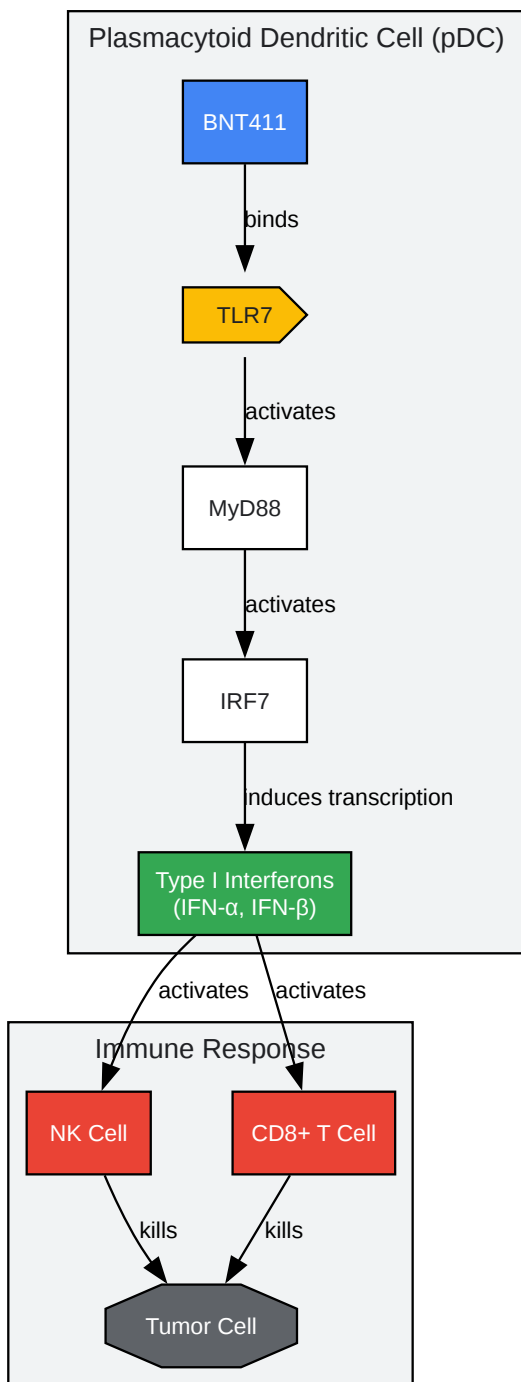 Plasmacytoid Dendritic Cell (pDC)
BNT411
binds
TLR7
activates
MyD88
activates
IRF7
induces transcription
Type I Interferons
(IFN-α, IFN-β)
activates
activates
Immune Response
NK Cell
CD8+ T Cell
kills
kills
Tumor Cell